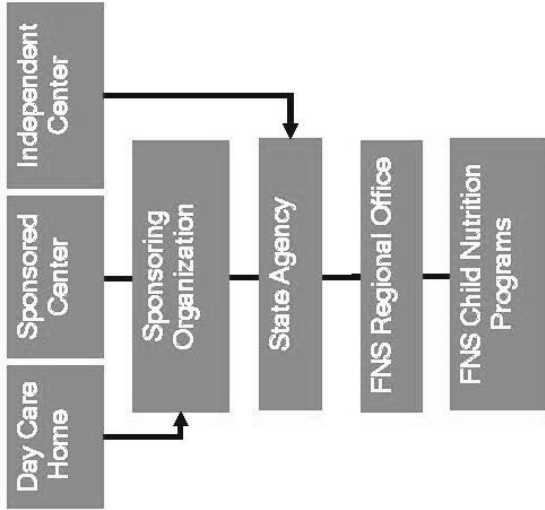 Day Care
Home
Sponsored
Center
Independent
Center
Sponsoring
Organization
State Agency
FNS Regional Office
FNS Child Nutrition
Programs